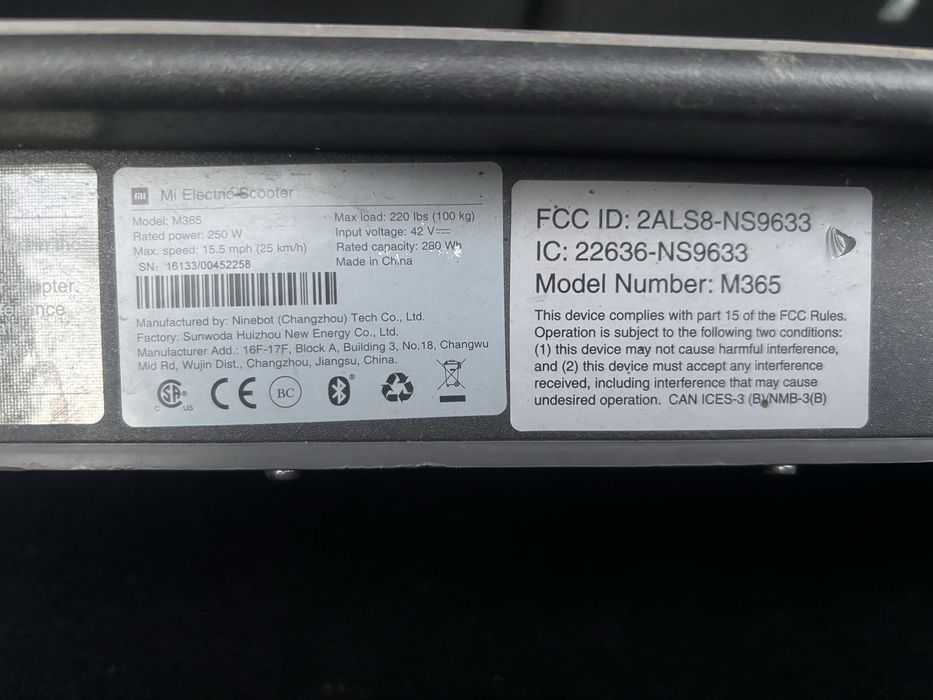 apter.
mi Mi Electric Scooter
Model: M365
Rated power: 250 W
Max. speed: 15.5 mph (25 km/h)
SN: 16133/00452258
Max load: 220 lbs (100 kg)
Input voltage: 42 V
Rated capacity: 280 Wh
Made in China
Manufactured by: Ninebot (Changzhou) Tech Co., Ltd.
Factory: Sunwoda Huizhou New Energy Co., Ltd.
Manufacturer Add.: 16F-17F, Block A, Building 3, No.18, Changwu
Mid Rd, Wujin Dist., Changzhou, Jiangsu, China.
C SA US CE BC
FCC ID: 2ALS8-NS9633
IC: 22636-NS9633
Model Number: M365
This device complies with part 15 of the FCC Rules.
Operation is subject to the following two conditions:
(1) this device may not cause harmful interference,
and (2) this device must accept any interference
received, including interference that may cause
undesired operation. CAN ICES-3 (B)/NMB-3(B)